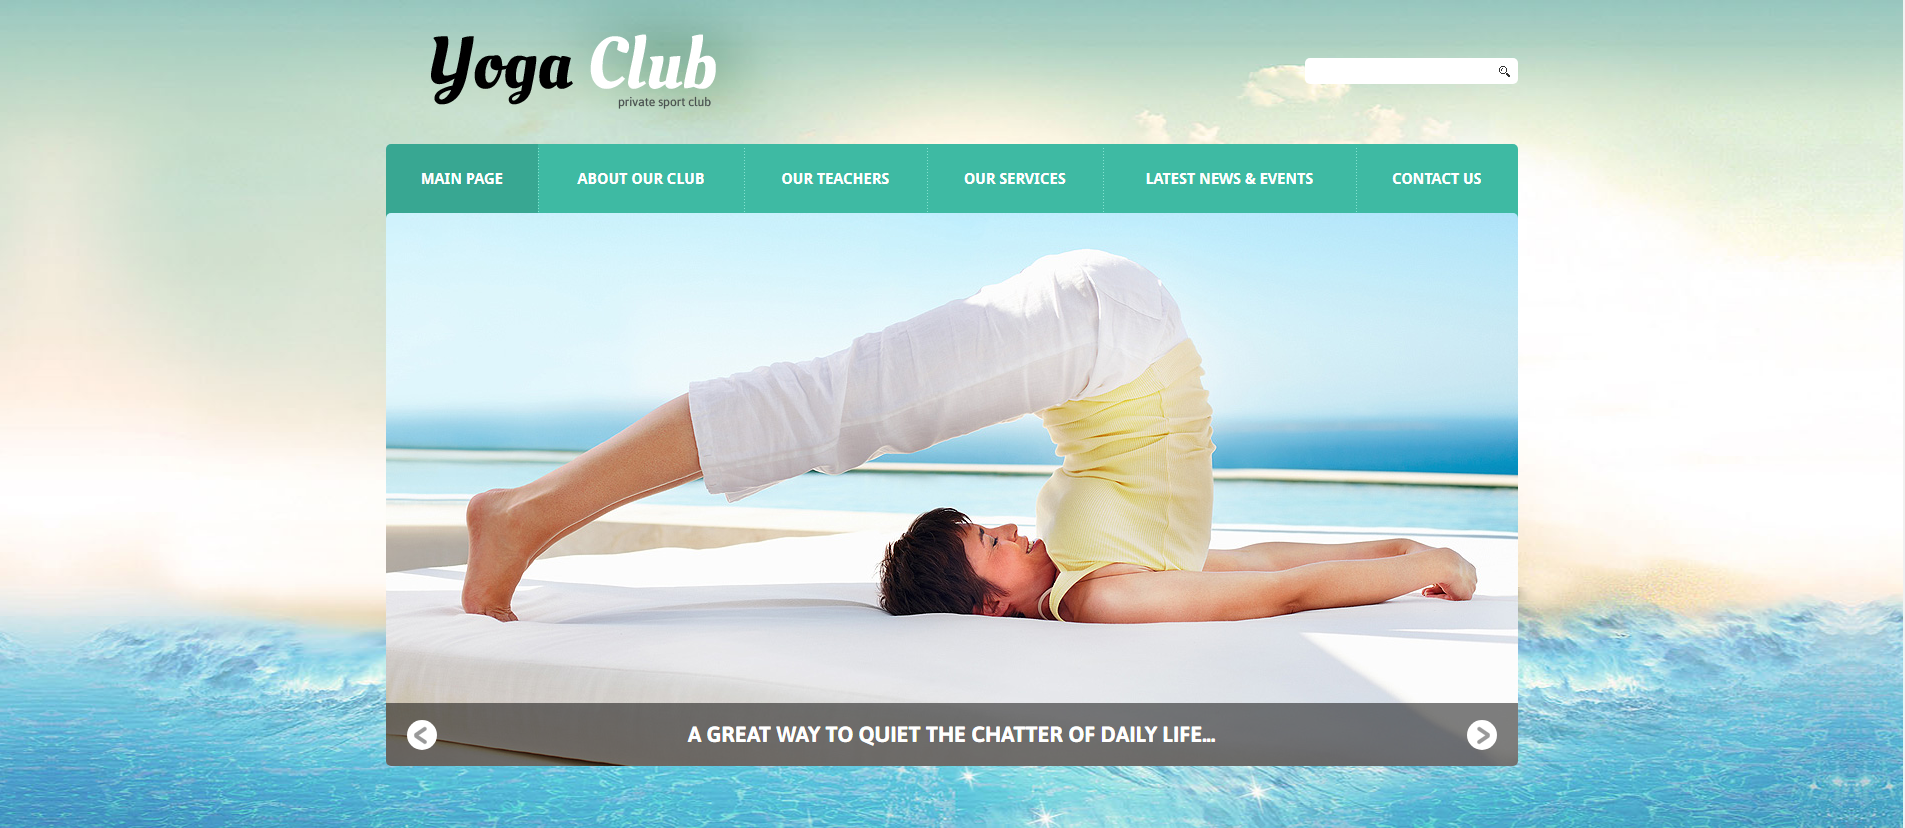 Yoga Club
private sport club
MAIN PAGE
ABOUT OUR CLUB
OUR TEACHERS
OUR SERVICES
LATEST NEWS & EVENTS
CONTACT US
A GREAT WAY TO QUIET THE CHATTER OF DAILY LIFE...